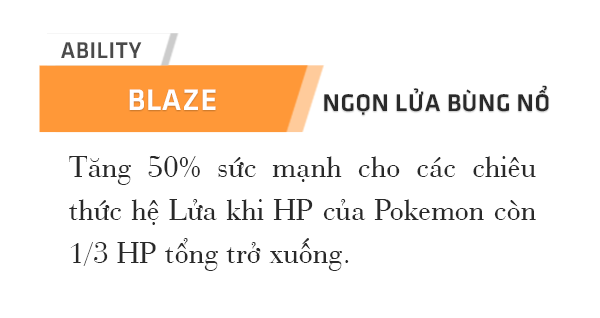 ABILITY
BLAZE
NGỌN LỬA BÙNG NỔ
Tăng 50% sức mạnh cho các chiêu
thức hệ Lửa khi HP của Pokemon còn
1/3 HP tổng trở xuống.